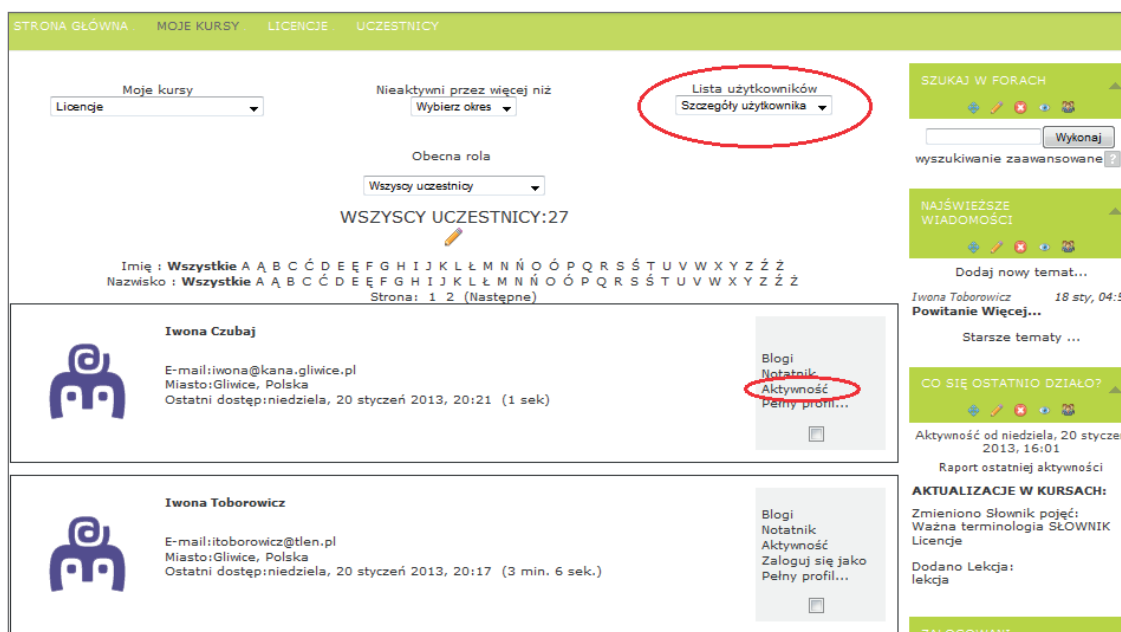 STRONA GŁÓWNA MOJE KURSY LICENCJE UCZESTNICY
Moje kursy
Licencje
Nieaktywni przez więcej niż
Wybierz okres
Lista użytkowników
Szczegóły użytkownika
Obecna rola
Wszyscy uczestnicy
WSZYSCY UCZESTNICY:27
Imię : Wszystkie A Ą B C Ć D E Ę F G H I J K L Ł M N Ń O Ó P Q R S Ś T U V W X Y Z Ź Ż
Nazwisko : Wszystkie A Ą B C Ć D E Ę F G H I J K L Ł M N Ń O Ó P Q R S Ś T U V W X Y Z Ź Ż
Strona: 1 2 (Następne)
Iwona Czubaj
E-mail:iwona@kana.gliwice.pl
Miasto:Gliwice, Polska
Ostatni dostęp:niedziela, 20 styczeń 2013, 20:21 (1 sek)
Blogi
Notatnik
Aktywność
Pełny profil...
Iwona Toborowicz
E-mail:itoborowicz@tlen.pl
Miasto:Gliwice, Polska
Ostatni dostęp:niedziela, 20 styczeń 2013, 20:17 (3 min. 6 sek.)
Blogi
Notatnik
Aktywność
Zaloguj się jako
Pełny profil...
SZUKAJ W FORACH
Wykonaj
wyszukiwanie zaawansowane ?
NAJŚWIEŻSZE
WIADOMOŚCI
Dodaj nowy temat...
Iwona Toborowicz 18 sty,
Powitanie Więcej...
Starsze tematy ...
CO SIĘ OSTATNIO DZIAŁO?
Aktywność od niedziela, 20
2013, 16:01
Raport ostatniej aktywności
AKTUALIZACJE W KURSACH:
Zmieniono Słownik pojęć:
Ważna terminologia SŁOWNIK
Licencje
Dodano Lekcja:
lekcja